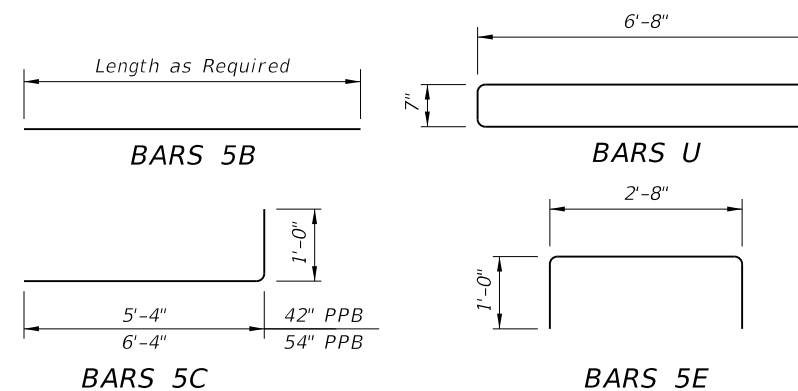 Length as Required
BARS 5B
6'-8"
7"
BARS U
1'-0"
5'-4" 42" PPB
6'-4" 54" PPB
BARS 5C
2'-8"
1'-0"
BARS 5E